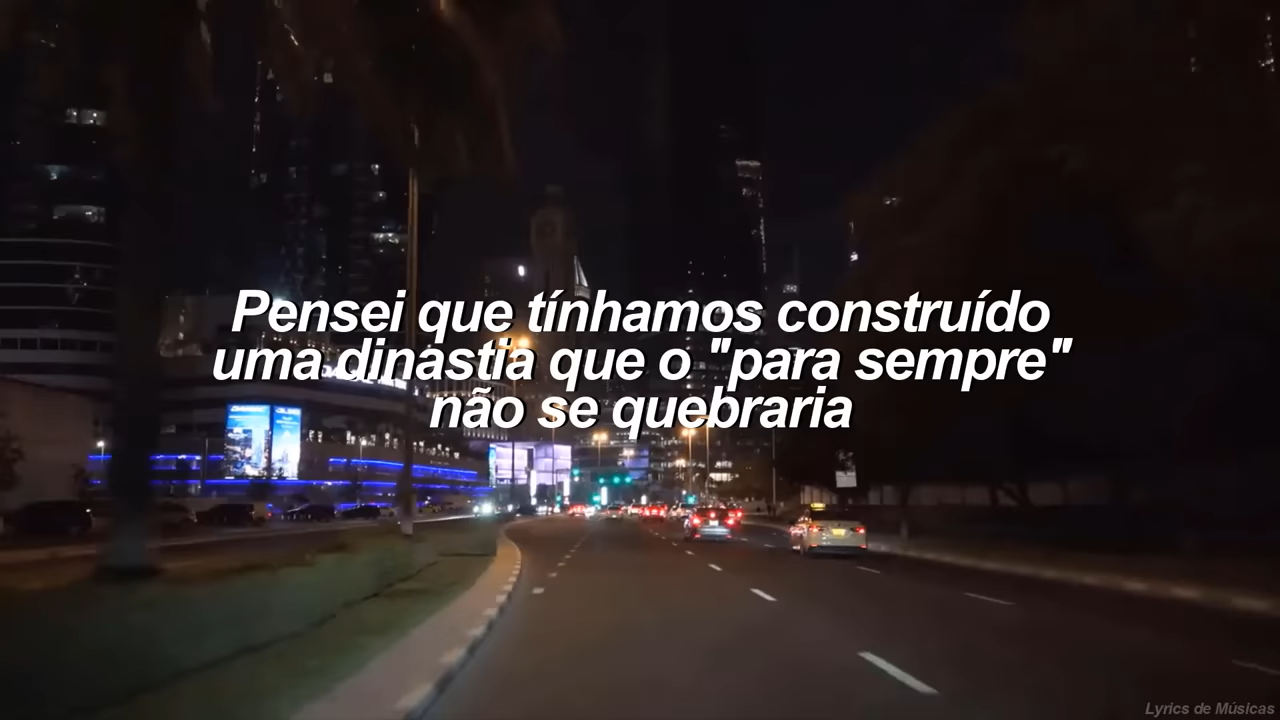 Pensei que tínhamos construído
uma dinastia que o "para sempre"
não se quebraria
Lyrics de Músicas